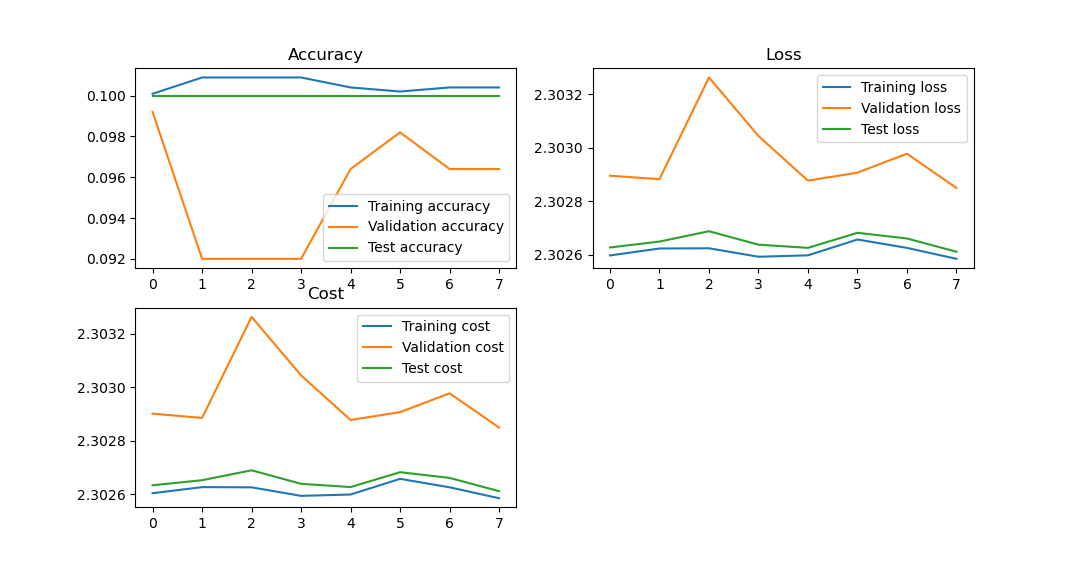 Accuracy
0.100
0.098
0.096
0.094
0.092
Training accuracy
Validation accuracy
Test accuracy
0 1 2 3 4 5 6 7
Loss
2.3032
2.3030
2.3028
2.3026
Training loss
Validation loss
Test loss
0 1 2 3 4 5 6 7
Cost
2.3032
2.3030
2.3028
2.3026
Training cost
Validation cost
Test cost
0 1 2 3 4 5 6 7